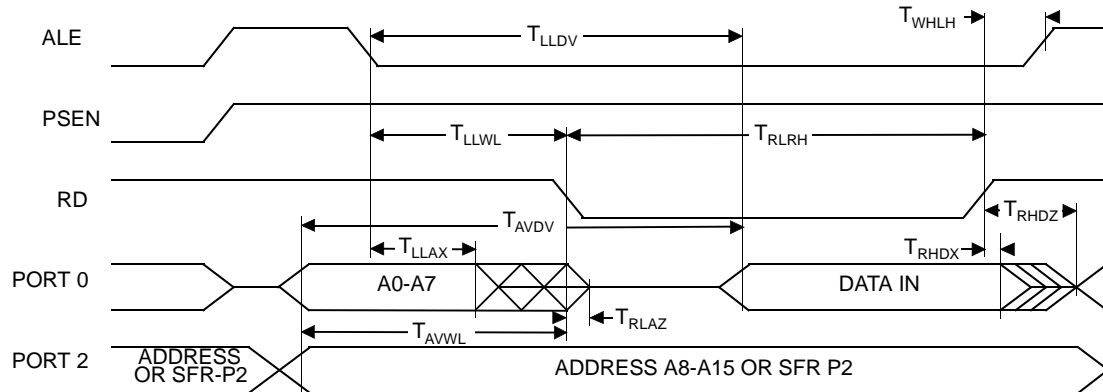 ALE
T_LLDV
T_WHLH
PSEN
T_LLWL
T_RLRH
RD
T_AVDV
T_RHDZ
T_LLAX
T_RHDX
PORT 0
A0-A7
DATA IN
T_RLAZ
T_AVWL
PORT 2
ADDRESS
OR SFR-P2
ADDRESS A8-A15 OR SFR P2